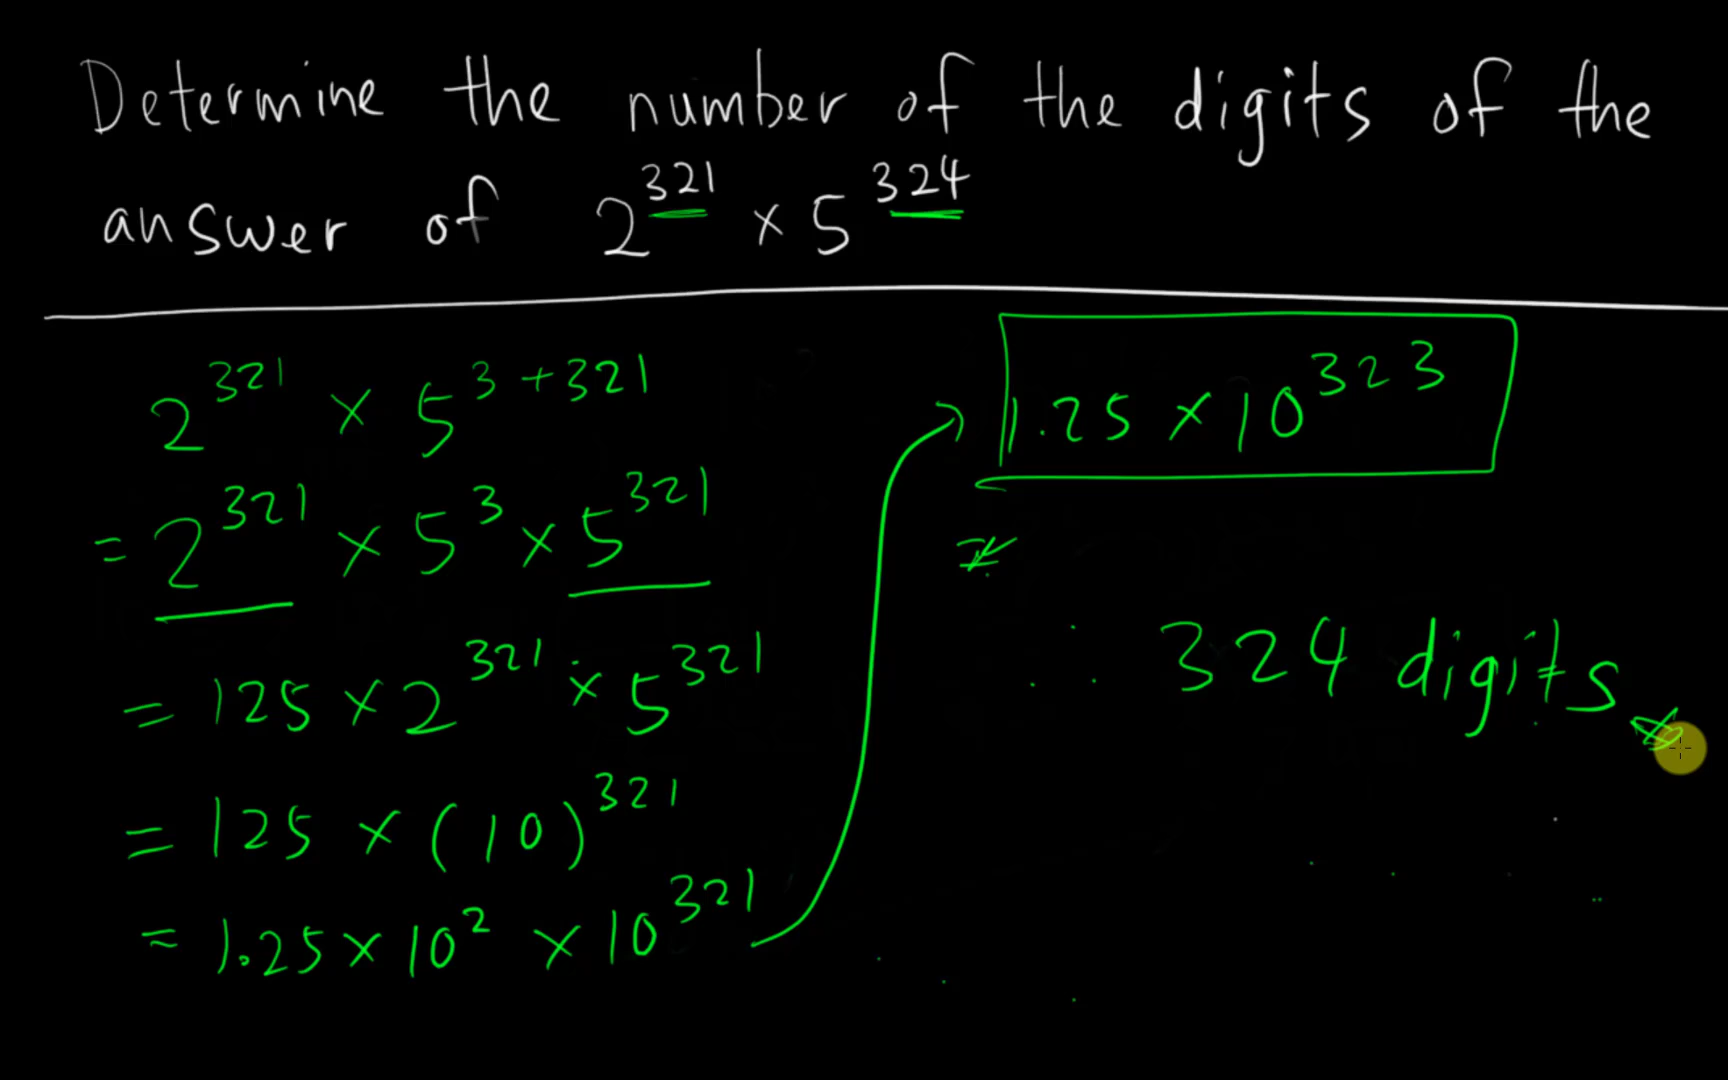 Determine the number of the digits of the
answer of 2^321 × 5^324
2^321 × 5^3+321
= 2^321 × 5^3 × 5^321
= 125 × 2^321 × 5^321
= 125 × (10)^321
= 1.25 × 10^2 × 10^321
1.25 × 10^323
∴ 324 digits